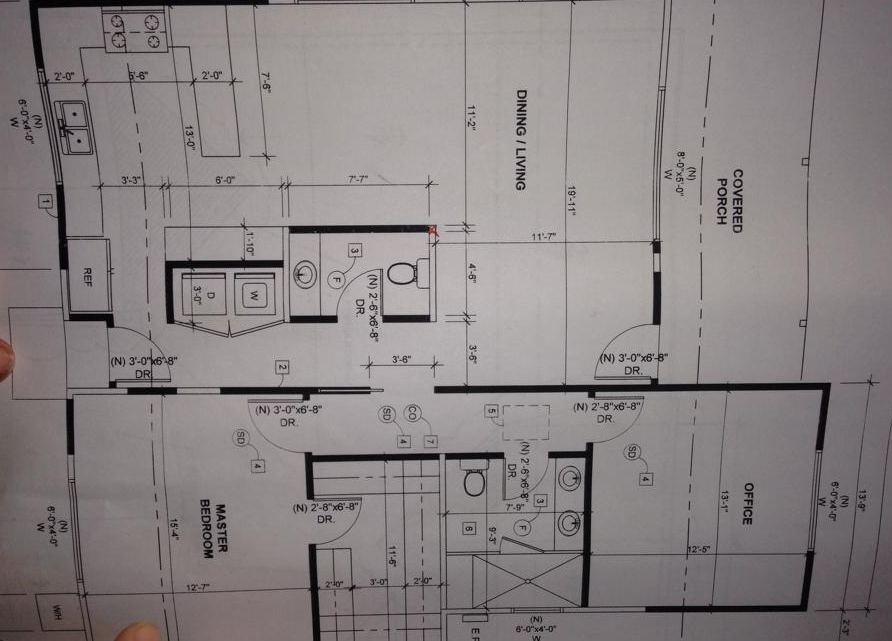 2'-0"
5'-6"
2'-0"
7'-6"
13'-0"
(N)
6'-0"x4'-0"
W
3'-3"
6'-0"
7'-7"
11'-2"
DINING / LIVING
19'-11"
(N)
8'-0"x5'-0"
W
COVERED
PORCH
1
REF
1'-10"
3
F
D
W
3'-0"
(N) 2'-6"x6'-8"
DR.
11'-7"
4'-6"
3'-6"
3'-6"
(N) 3'-0"x6'-8"
DR.
2
(N) 3'-0"x6'-8"
DR.
(N) 3'-0"x6'-8"
DR.
SD
4
SD
4
CO
7
5
(N) 2'-8"x6'-8"
DR.
SD
4
(N) 2'-6"x6'-8"
DR.
OFFICE
13'-1"
12'-5"
(N)
6'-0"x4'-0"
W
13'-9"
2'-3"
MASTER
BEDROOM
15'-4"
12'-7"
(N)
6'-0"x4'-0"
W
WH
(N) 2'-8"x6'-8"
DR.
11'-5"
2'-0"
3'-0"
2'-0"
6
7'-9"
9'-3"
3
F
(N)
6'-0"x4'-0"
W